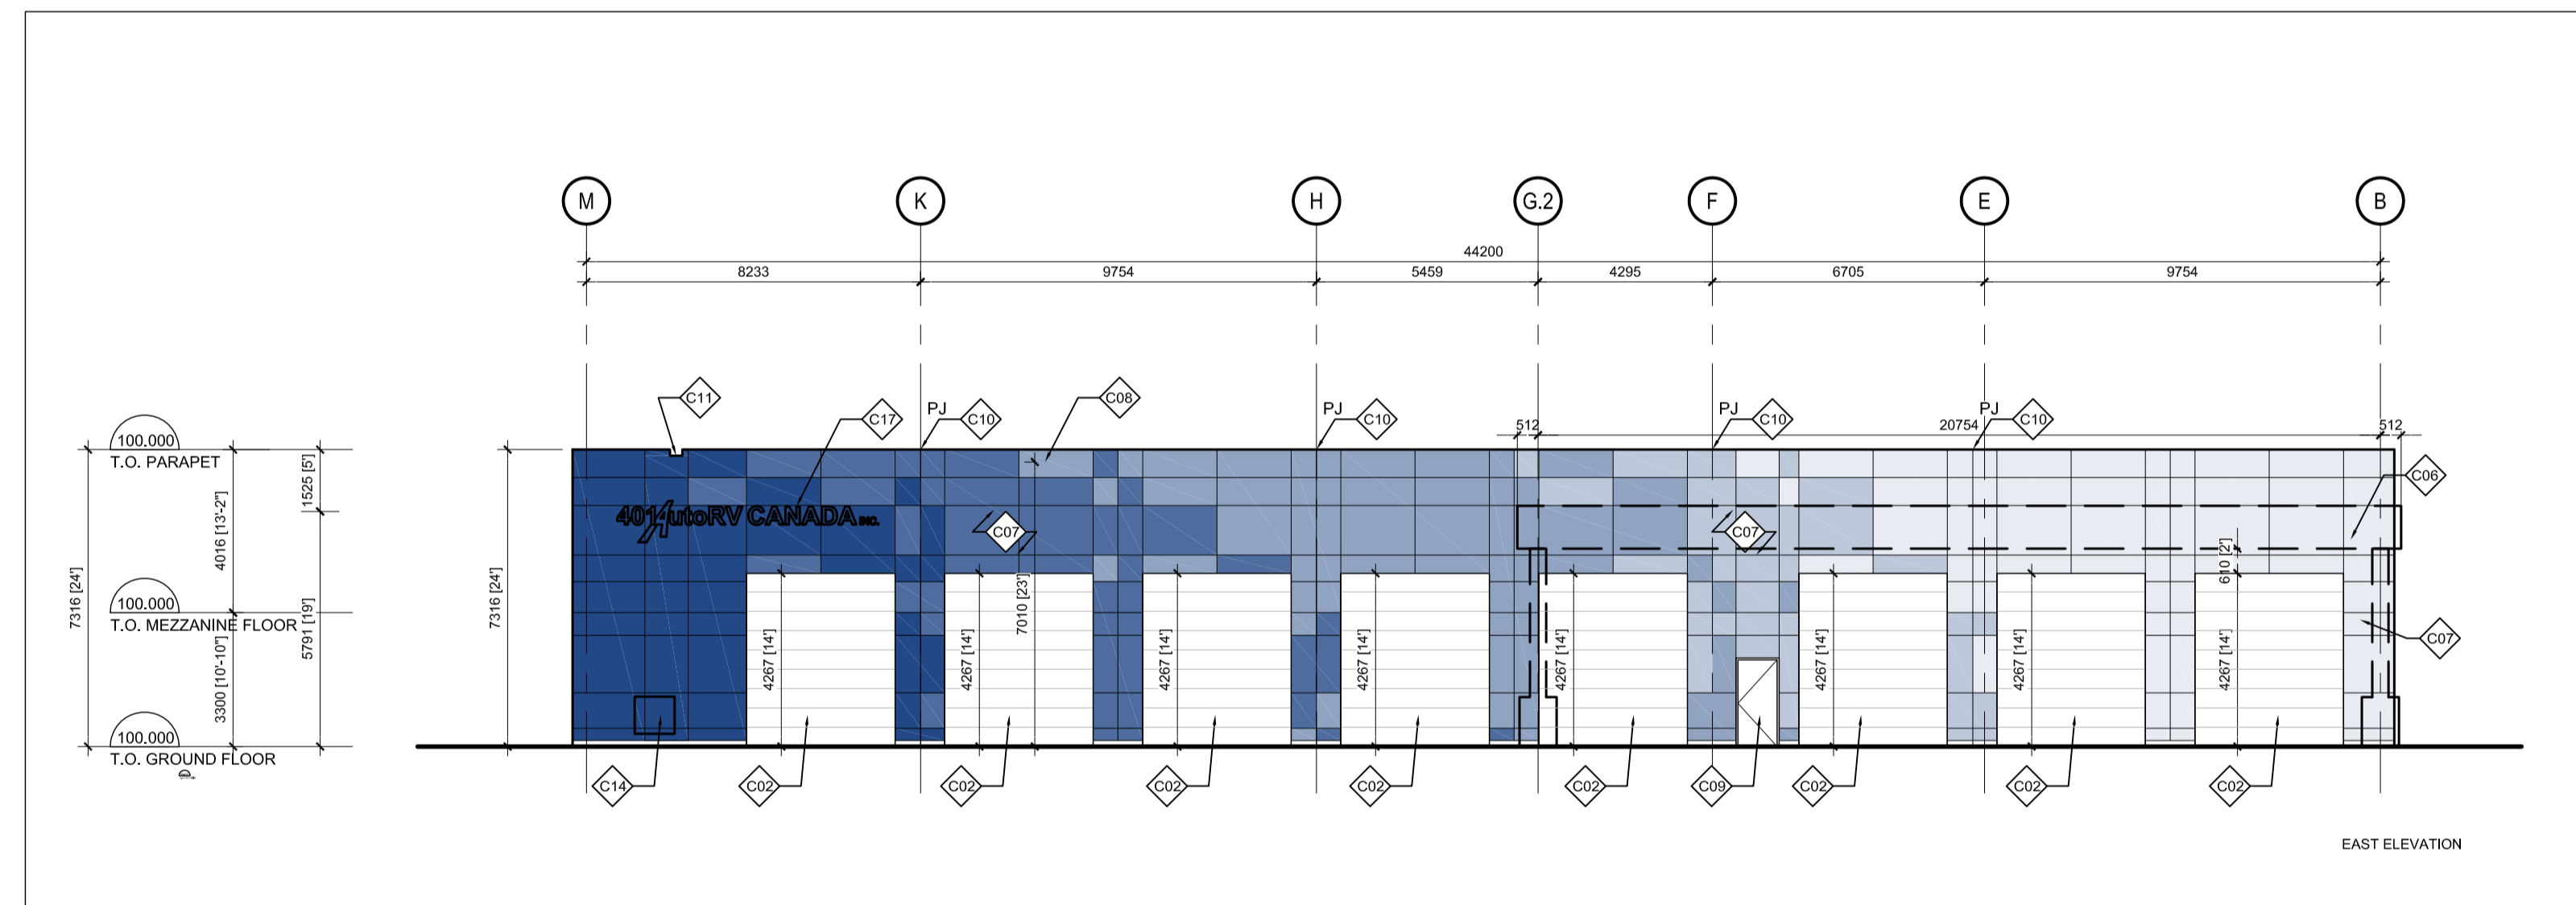 M K H G.2 F E B
44200
8233 9754 5459 4295 6705 9754
C11 C08
C17 PJ C10 PJ C10 PJ C10 PJ C10
512 20754 512
100.000
T.O. PARAPET
1525 [5']
4016 [13'-2"]
7316 [24']
7316 [24']
C06
401AutoRV CANADA INC.
C07 C07
610 [2']
100.000
T.O. MEZZANINE FLOOR
5791 [19']
3300 [10'-10"]
7010 [23']
C07
4267 [14'] 4267 [14'] 4267 [14'] 4267 [14'] 4267 [14'] 4267 [14'] 4267 [14'] 4267 [14']
100.000
T.O. GROUND FLOOR
C14 C02 C02 C02 C02 C02 C09 C02 C02 C02
EAST ELEVATION